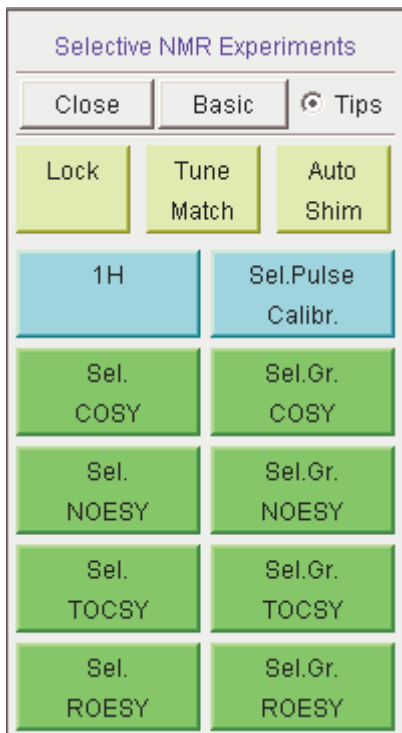 Selective NMR Experiments
Close Basic Tips
Lock Tune Auto
Match Shim
1H Sel.Pulse
Calibr.
Sel. Sel.Gr.
COSY COSY
Sel. Sel.Gr.
NOESY NOESY
Sel. Sel.Gr.
TOCSY TOCSY
Sel. Sel.Gr.
ROESY ROESY